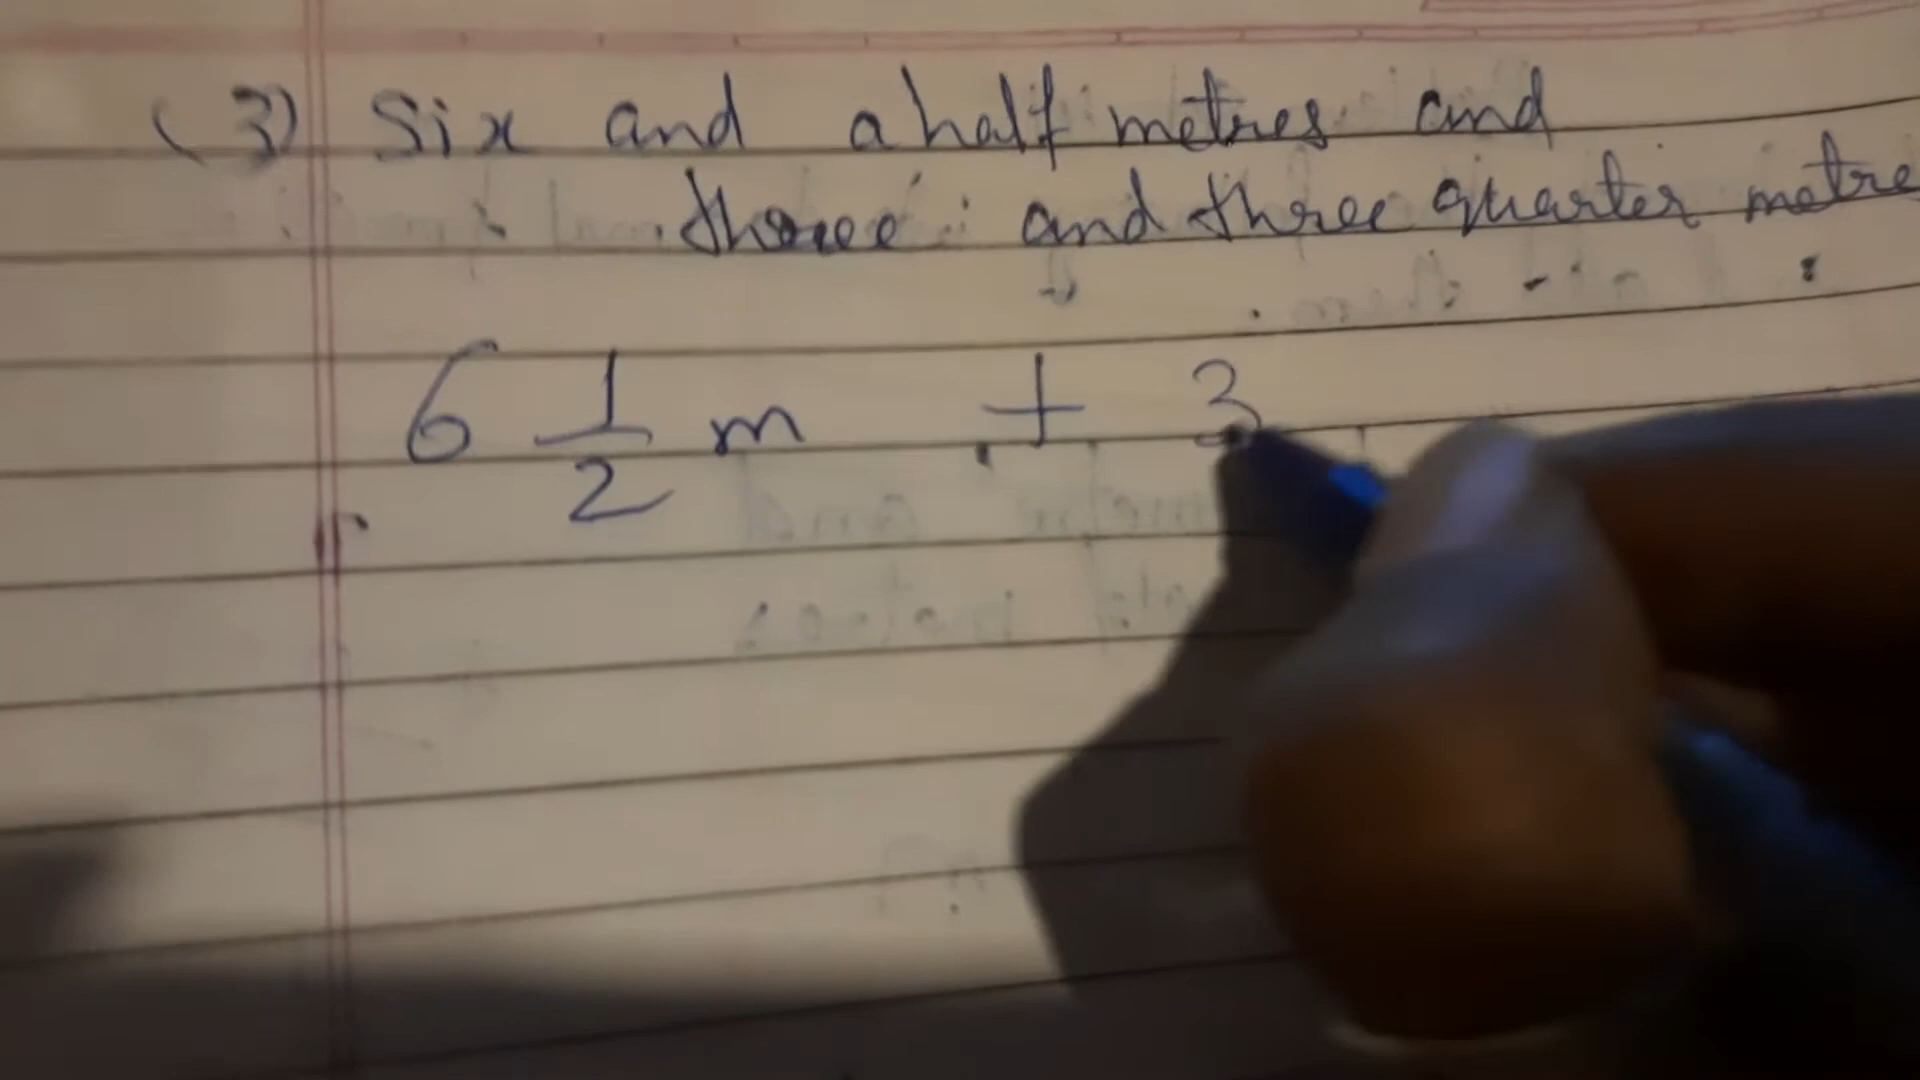 (3) Six and a half metres and
three and three quarter metre
6 1/2 m + 3